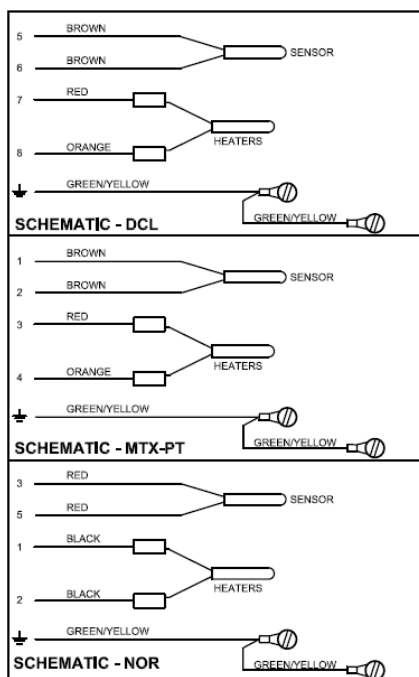 BROWN
5
SENSOR
BROWN
6
RED
7
HEATERS
ORANGE
8
GREEN/YELLOW
GREEN/YELLOW
SCHEMATIC - DCL
BROWN
1
SENSOR
BROWN
2
RED
3
HEATERS
ORANGE
4
GREEN/YELLOW
GREEN/YELLOW
SCHEMATIC - MTX-PT
RED
3
SENSOR
RED
5
BLACK
1
HEATERS
BLACK
2
GREEN/YELLOW
GREEN/YELLOW
SCHEMATIC - NOR